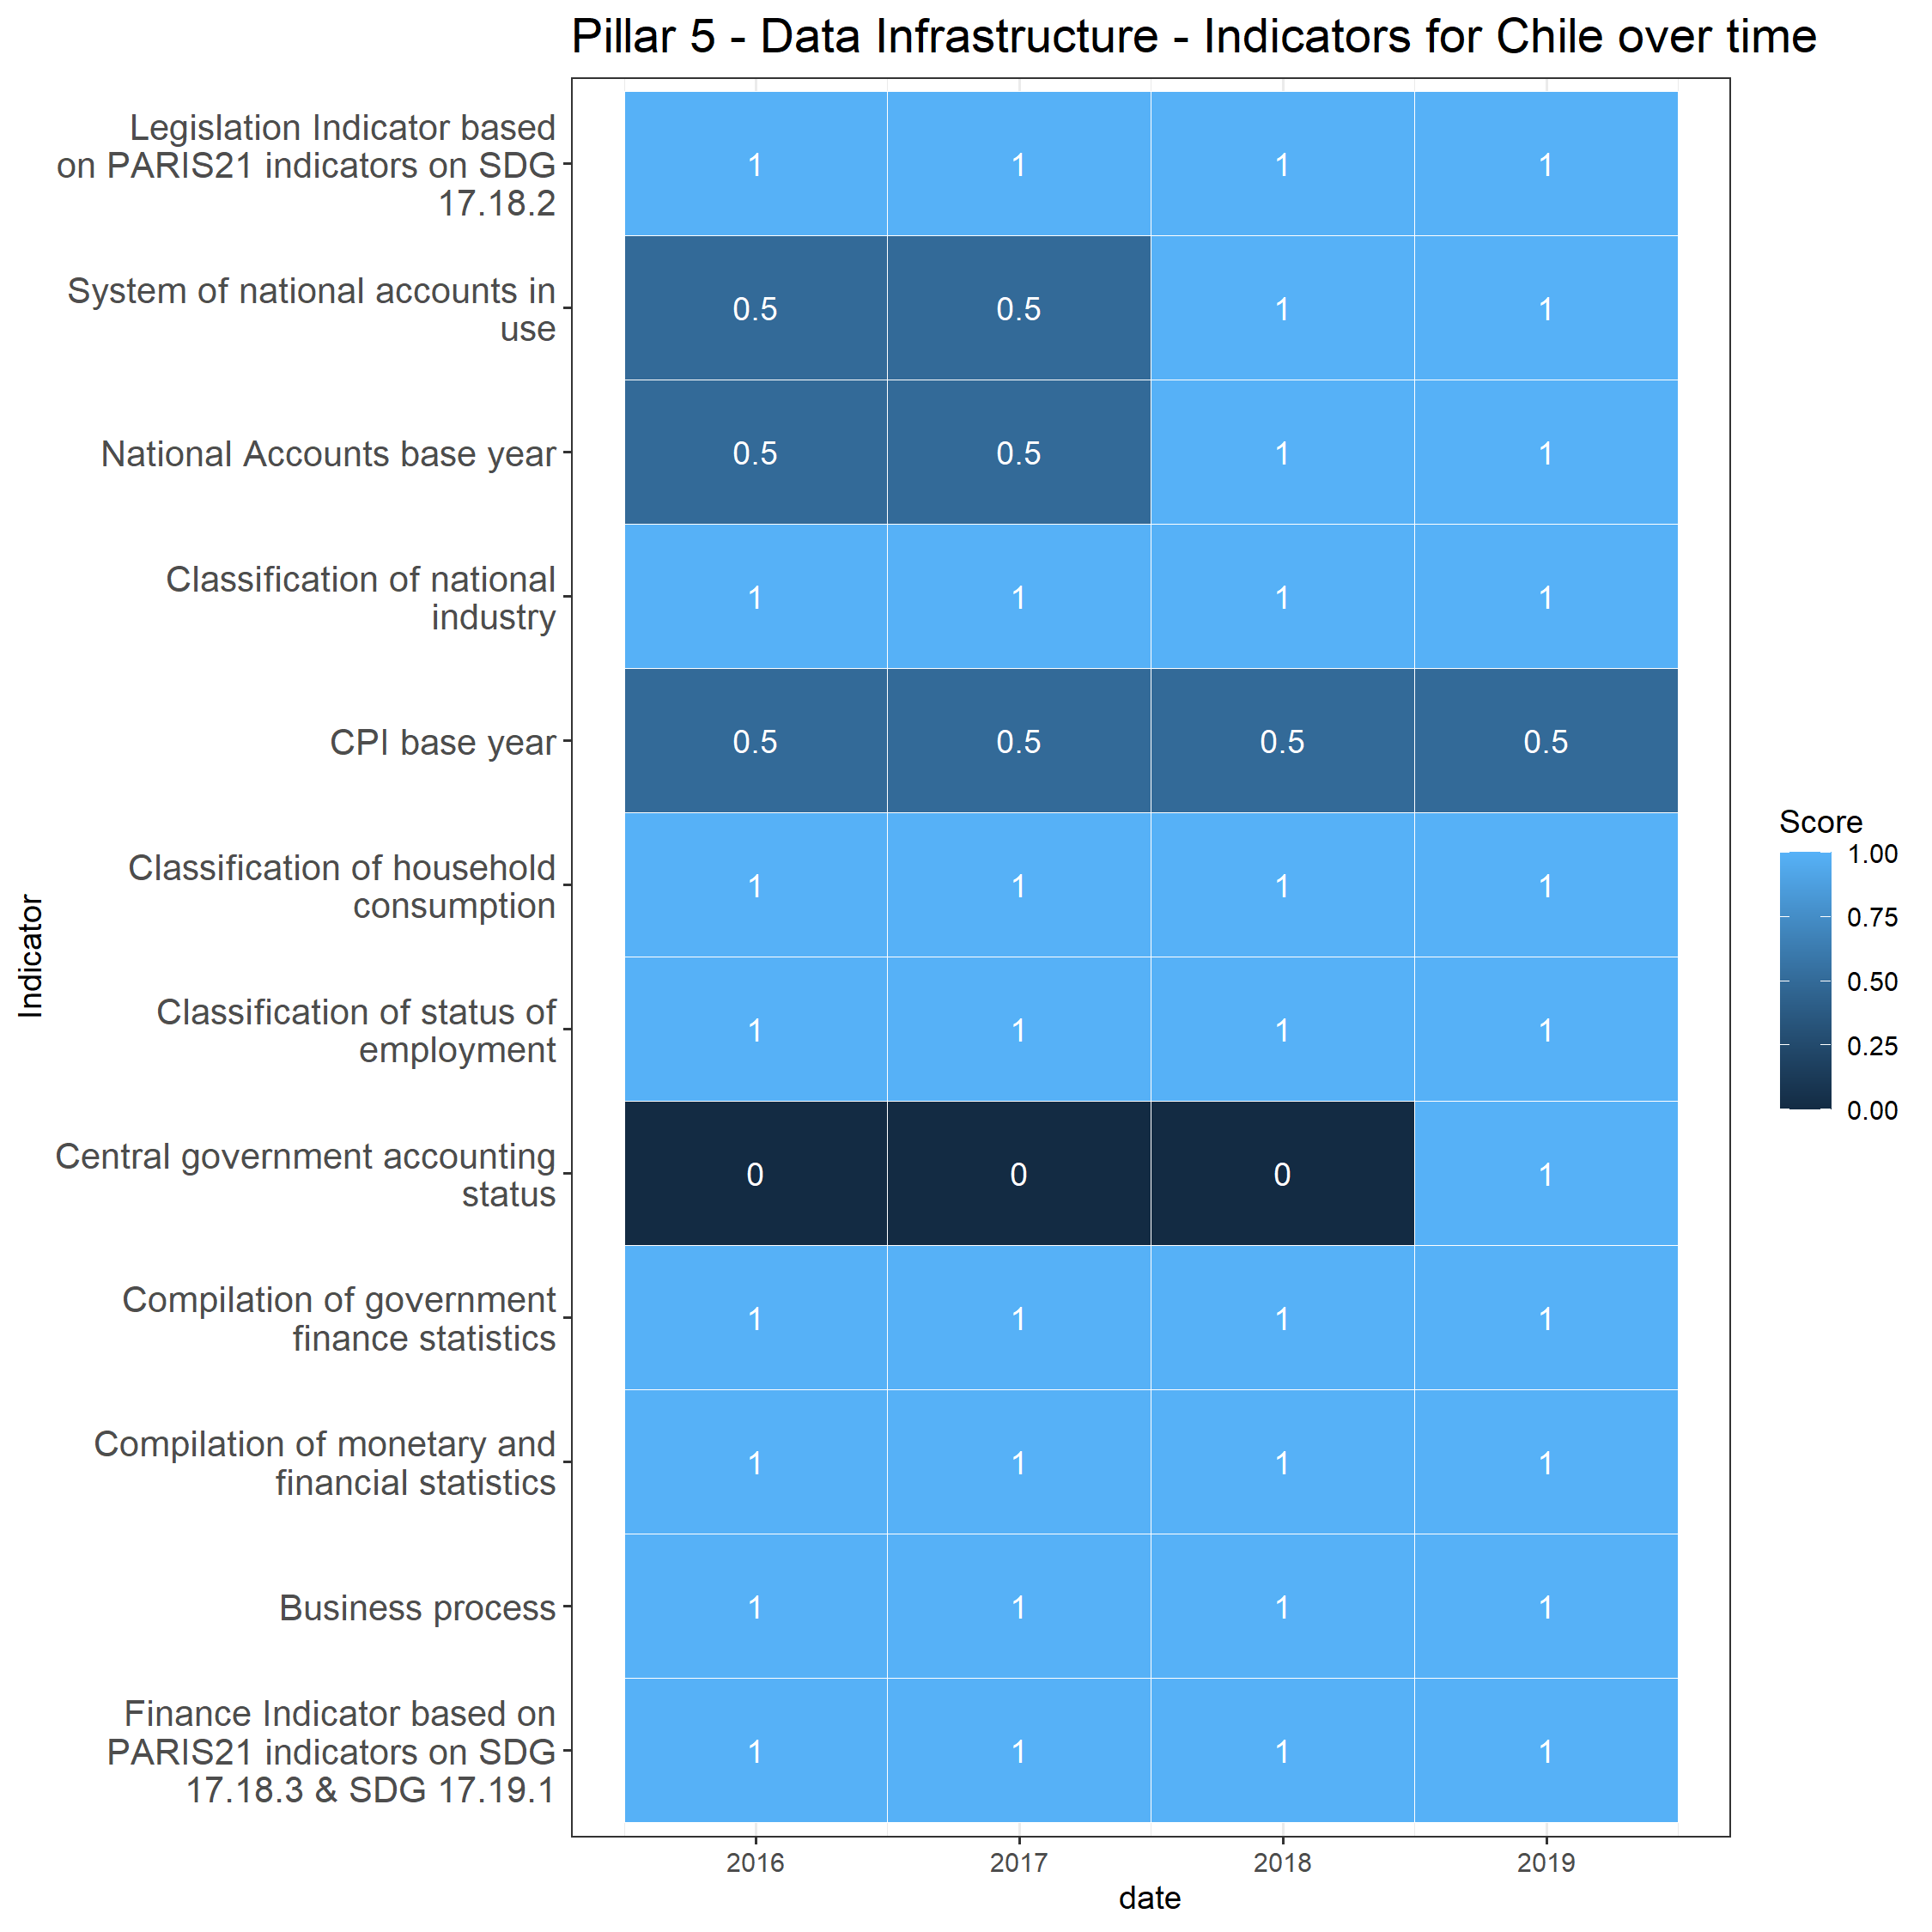 Pillar 5 - Data Infrastructure - Indicators for Chile over time
Legislation Indicator based
on PARIS21 indicators on SDG
17.18.2
1 1 1 1
System of national accounts in
use
0.5 0.5 1 1
National Accounts base year
0.5 0.5 1 1
Classification of national
industry
1 1 1 1
CPI base year
0.5 0.5 0.5 0.5
Classification of household
consumption
1 1 1 1
Classification of status of
employment
1 1 1 1
Central government accounting
status
0 0 0 1
Compilation of government
finance statistics
1 1 1 1
Compilation of monetary and
financial statistics
1 1 1 1
Business process
1 1 1 1
Finance Indicator based on
PARIS21 indicators on SDG
17.18.3 & SDG 17.19.1
1 1 1 1
2016 2017 2018 2019
date
Indicator
Score
1.00
0.75
0.50
0.25
0.00